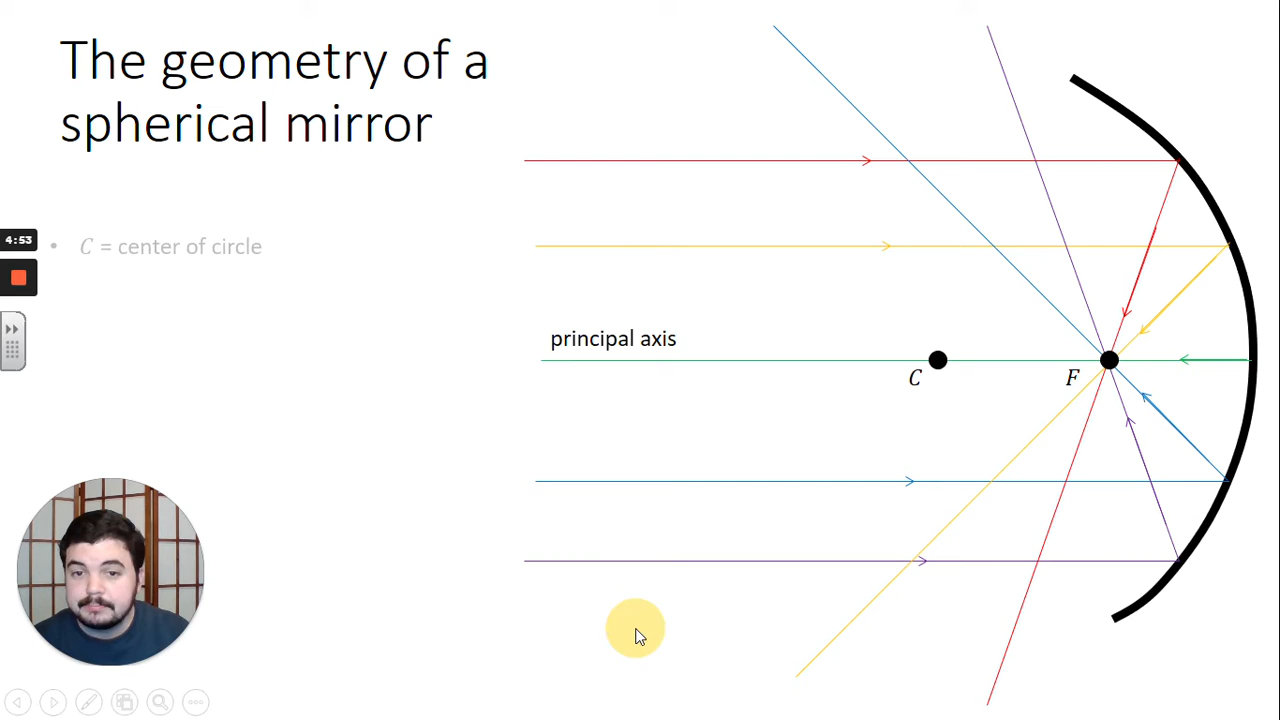 The geometry of a
spherical mirror
4:53
• C = center of circle
principal axis
C
F